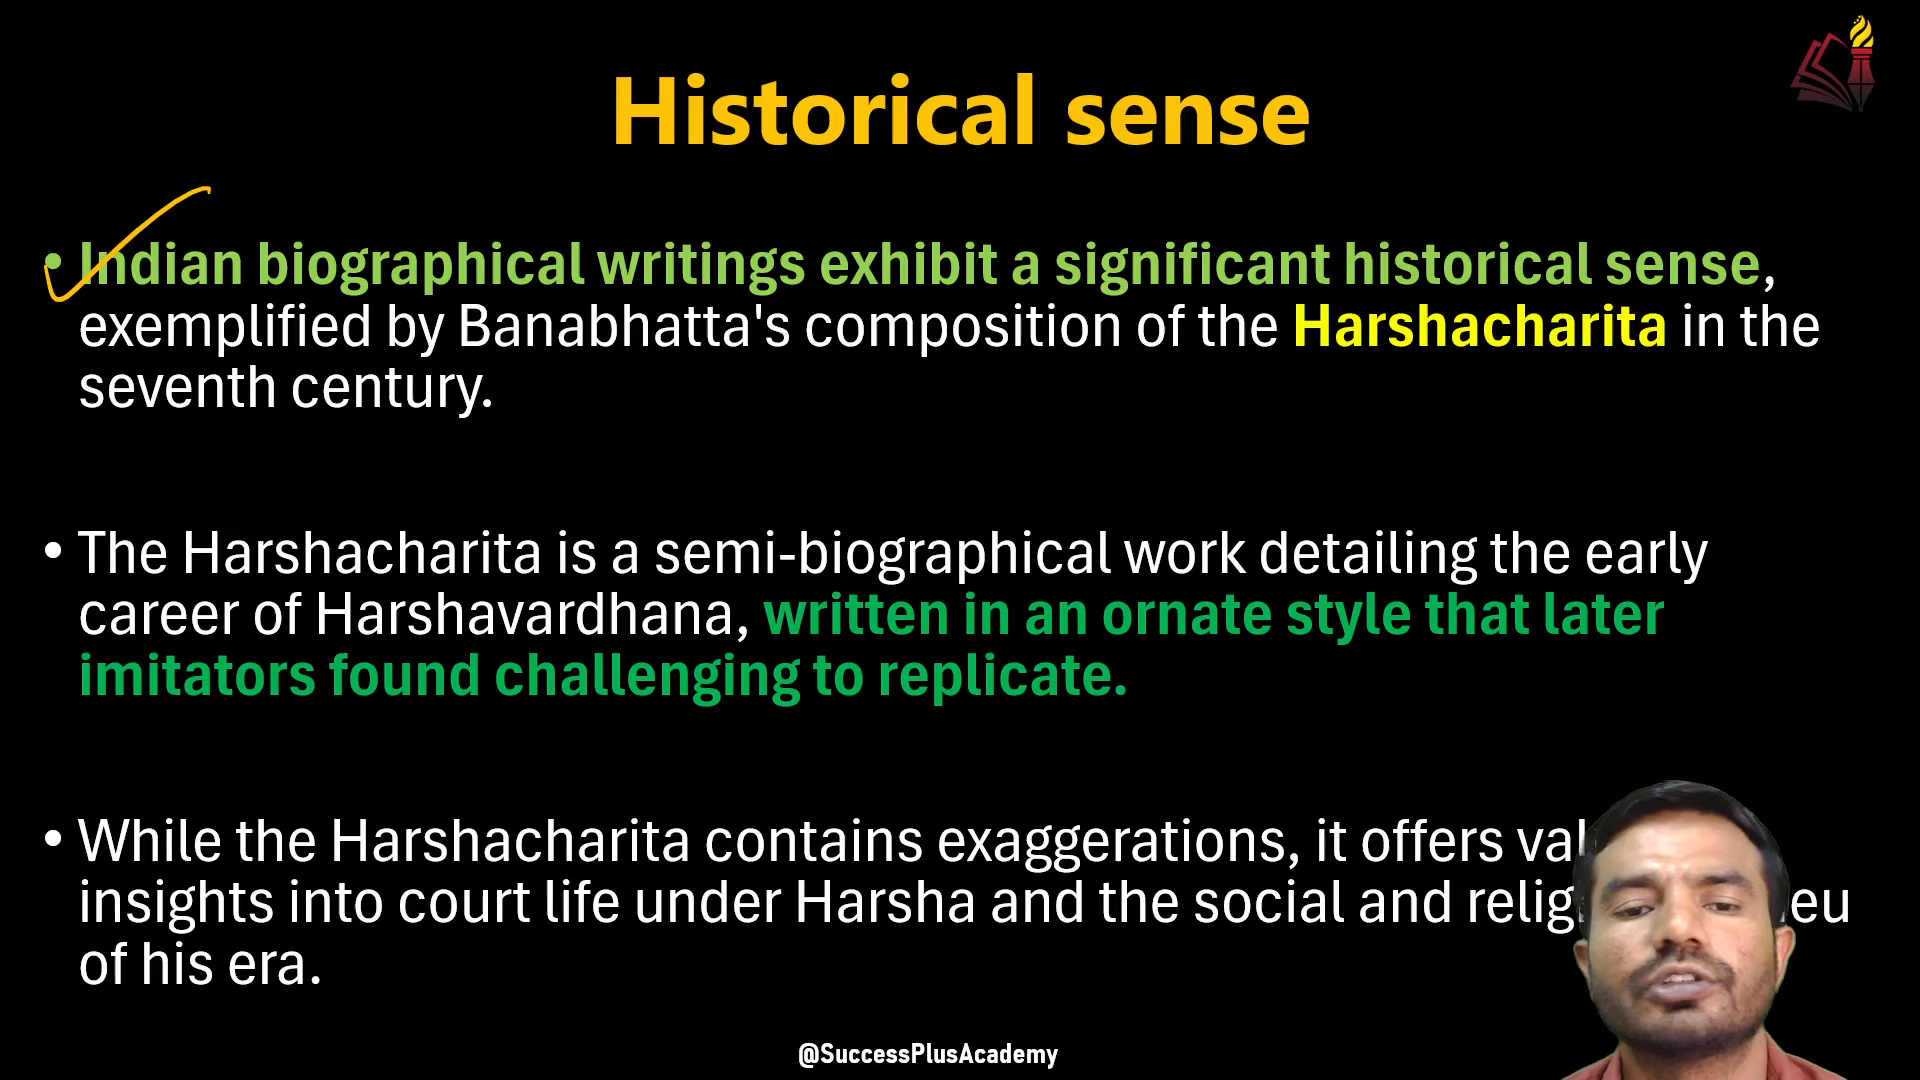 Historical sense
• Indian biographical writings exhibit a significant historical sense,
exemplified by Banabhatta's composition of the Harshacharita in the
seventh century.
• The Harshacharita is a semi-biographical work detailing the early
career of Harshavardhana, written in an ornate style that later
imitators found challenging to replicate.
• While the Harshacharita contains exaggerations, it offers
insights into court life under Harsha and the social and
of his era.
@SuccessPlusAcademy